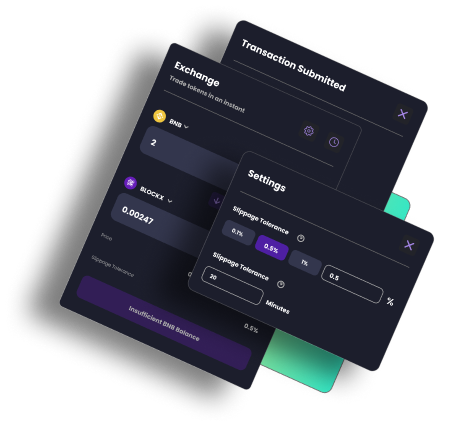 Transaction Submitted
Exchange
Trade tokens in an instant
BNB
2
BLOCKX
0.00247
Price
Slippage Tolerance
0.5%
Insufficient BNB Balance
Settings
Slippage Tolerance
0.1%
0.5%
1%
0.5
%
Slippage Tolerance
20
Minutes